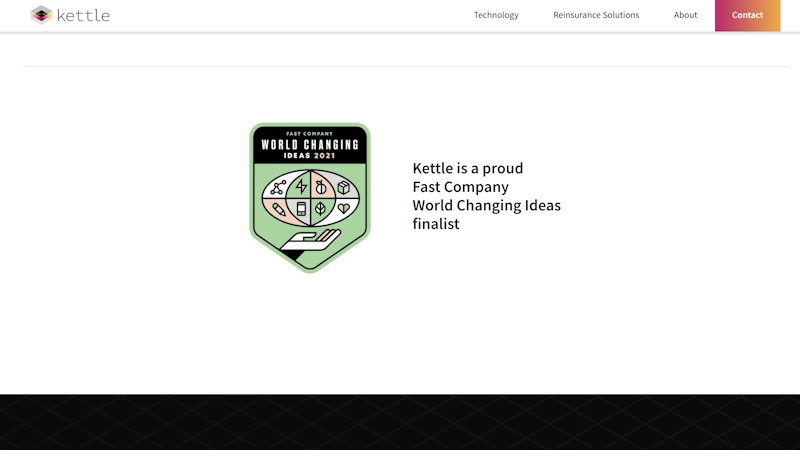 kettle
Technology
Reinsurance Solutions
About
Contact
FAST COMPANY
WORLD CHANGING
IDEAS 2021
Kettle is a proud
Fast Company
World Changing Ideas
finalist